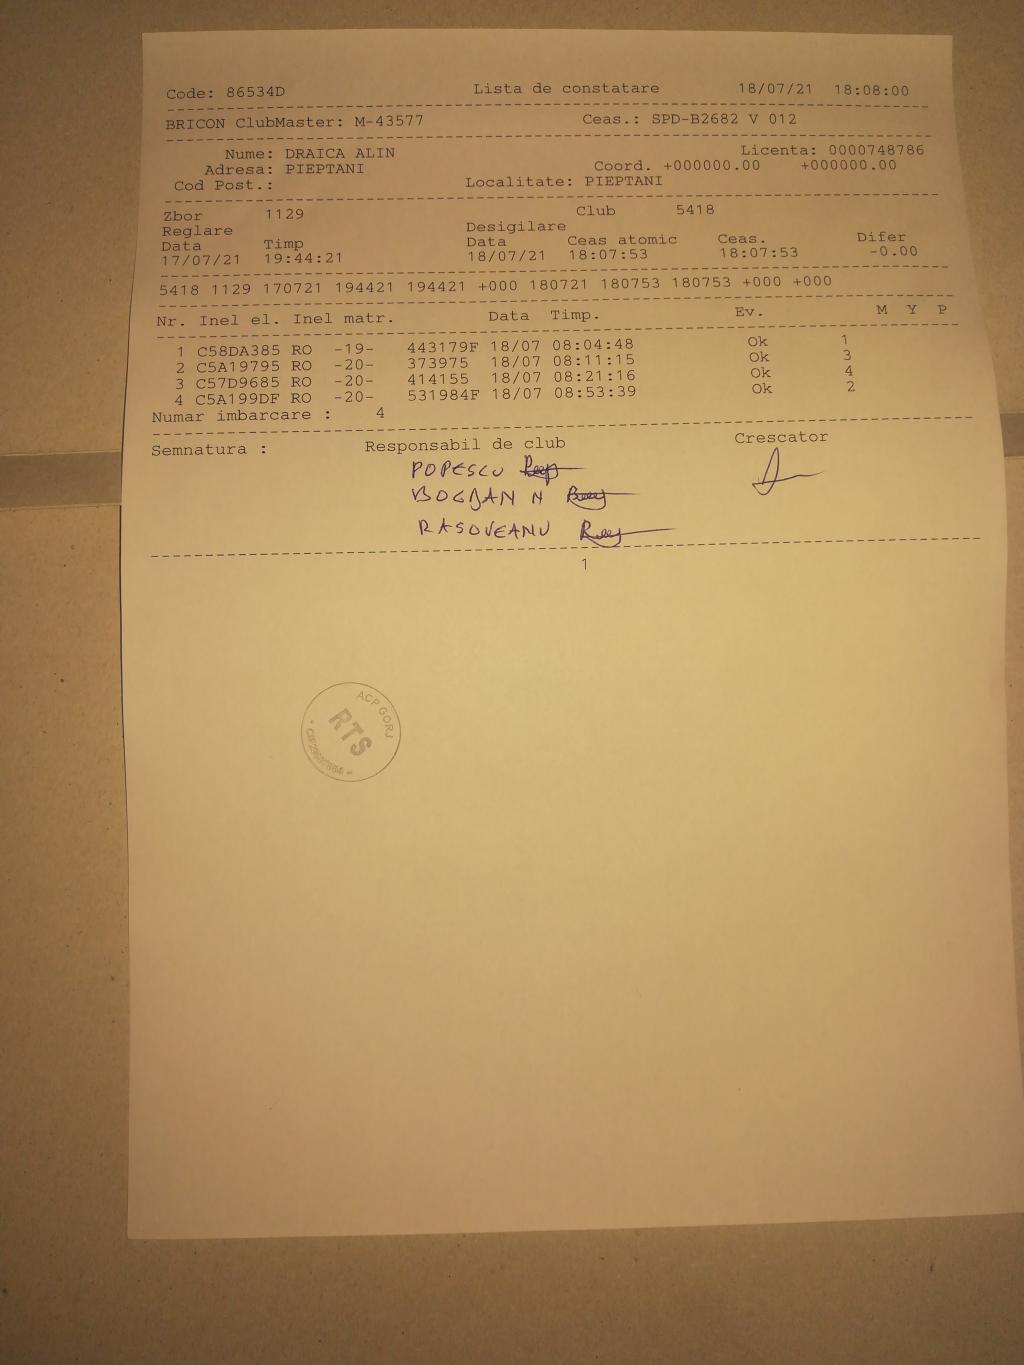 Code: 86534D Lista de constatare 18/07/21 18:08:00
BRICON ClubMaster: M-43577 Ceas.: SPD-B2682 V 012
Nume: DRAICA ALIN Licenta: 0000748786
Adresa: PIEPTANI Coord. +000000.00 +000000.00
Cod Post.: Localitate: PIEPTANI
Zbor 1129 Club 5418
Reglare Desigilare
Data Timp Data Ceas atomic Ceas. Difer
17/07/21 19:44:21 18/07/21 18:07:53 18:07:53 -0.00
5418 1129 170721 194421 194421 +000 180721 180753 180753 +000 +000
Nr. Inel el. Inel matr. Data Timp. Ev. M Y P
1 C58DA385 RO -19- 443179F 18/07 08:04:48 Ok 1
2 C5A19795 RO -20- 373975 18/07 08:11:15 Ok 3
3 C57D9685 RO -20- 414155 18/07 08:21:16 Ok 4
4 C5A199DF RO -20- 531984F 18/07 08:53:39 Ok 2
Numar imbarcare : 4
Semnatura : Responsabil de club Crescator
POPESCU
BOGDAN N
RASOVEANU
1
ACP GORJ
RTS